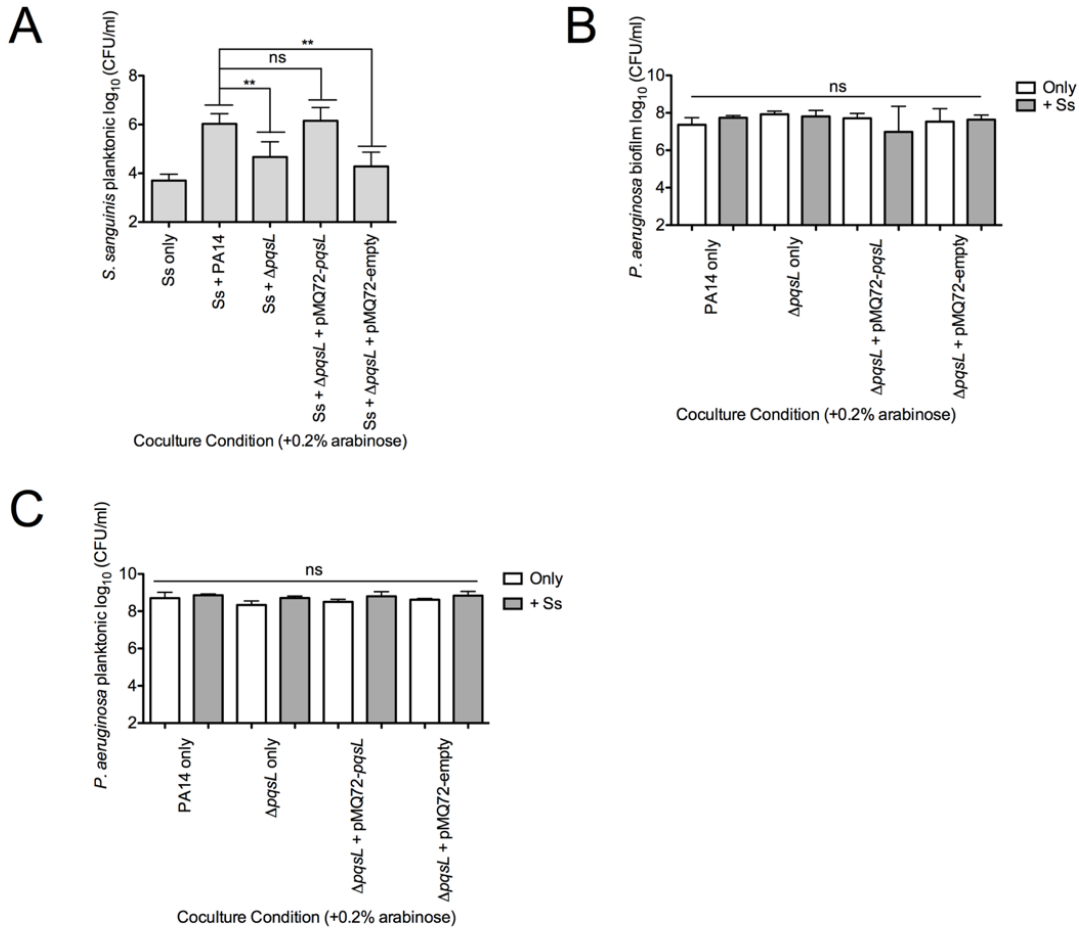 A
S. sanguinis planktonic log10 (CFU/ml)
**
ns
**
8
6
4
2
Ss only
Ss + PA14
Ss + ΔpqsL
Ss + ΔpqsL + pMQ72-pqsL
Ss + ΔpqsL + pMQ72-empty
Coculture Condition (+0.2% arabinose)
B
P. aeruginosa biofilm log10 (CFU/ml)
ns
Only
+ Ss
10
8
6
4
2
PA14 only
ΔpqsL only
ΔpqsL + pMQ72-pqsL
ΔpqsL + pMQ72-empty
Coculture Condition (+0.2% arabinose)
C
P. aeruginosa planktonic log10 (CFU/ml)
ns
Only
+ Ss
10
8
6
4
2
PA14 only
ΔpqsL only
ΔpqsL + pMQ72-pqsL
ΔpqsL + pMQ72-empty
Coculture Condition (+0.2% arabinose)